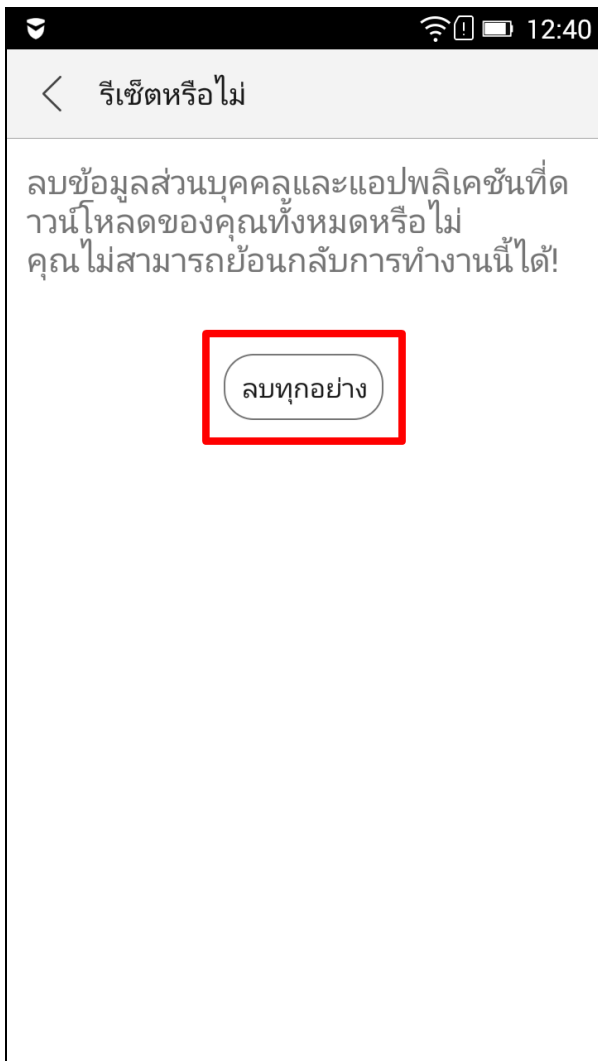 12:40
รีเซ็ตหรือไม่
ลบข้อมูลส่วนบุคคลและแอปพลิเคชันที่ด
าวน์โหลดของคุณทั้งหมดหรือไม่
คุณไม่สามารถย้อนกลับการทำงานนี้ได้!
ลบทุกอย่าง